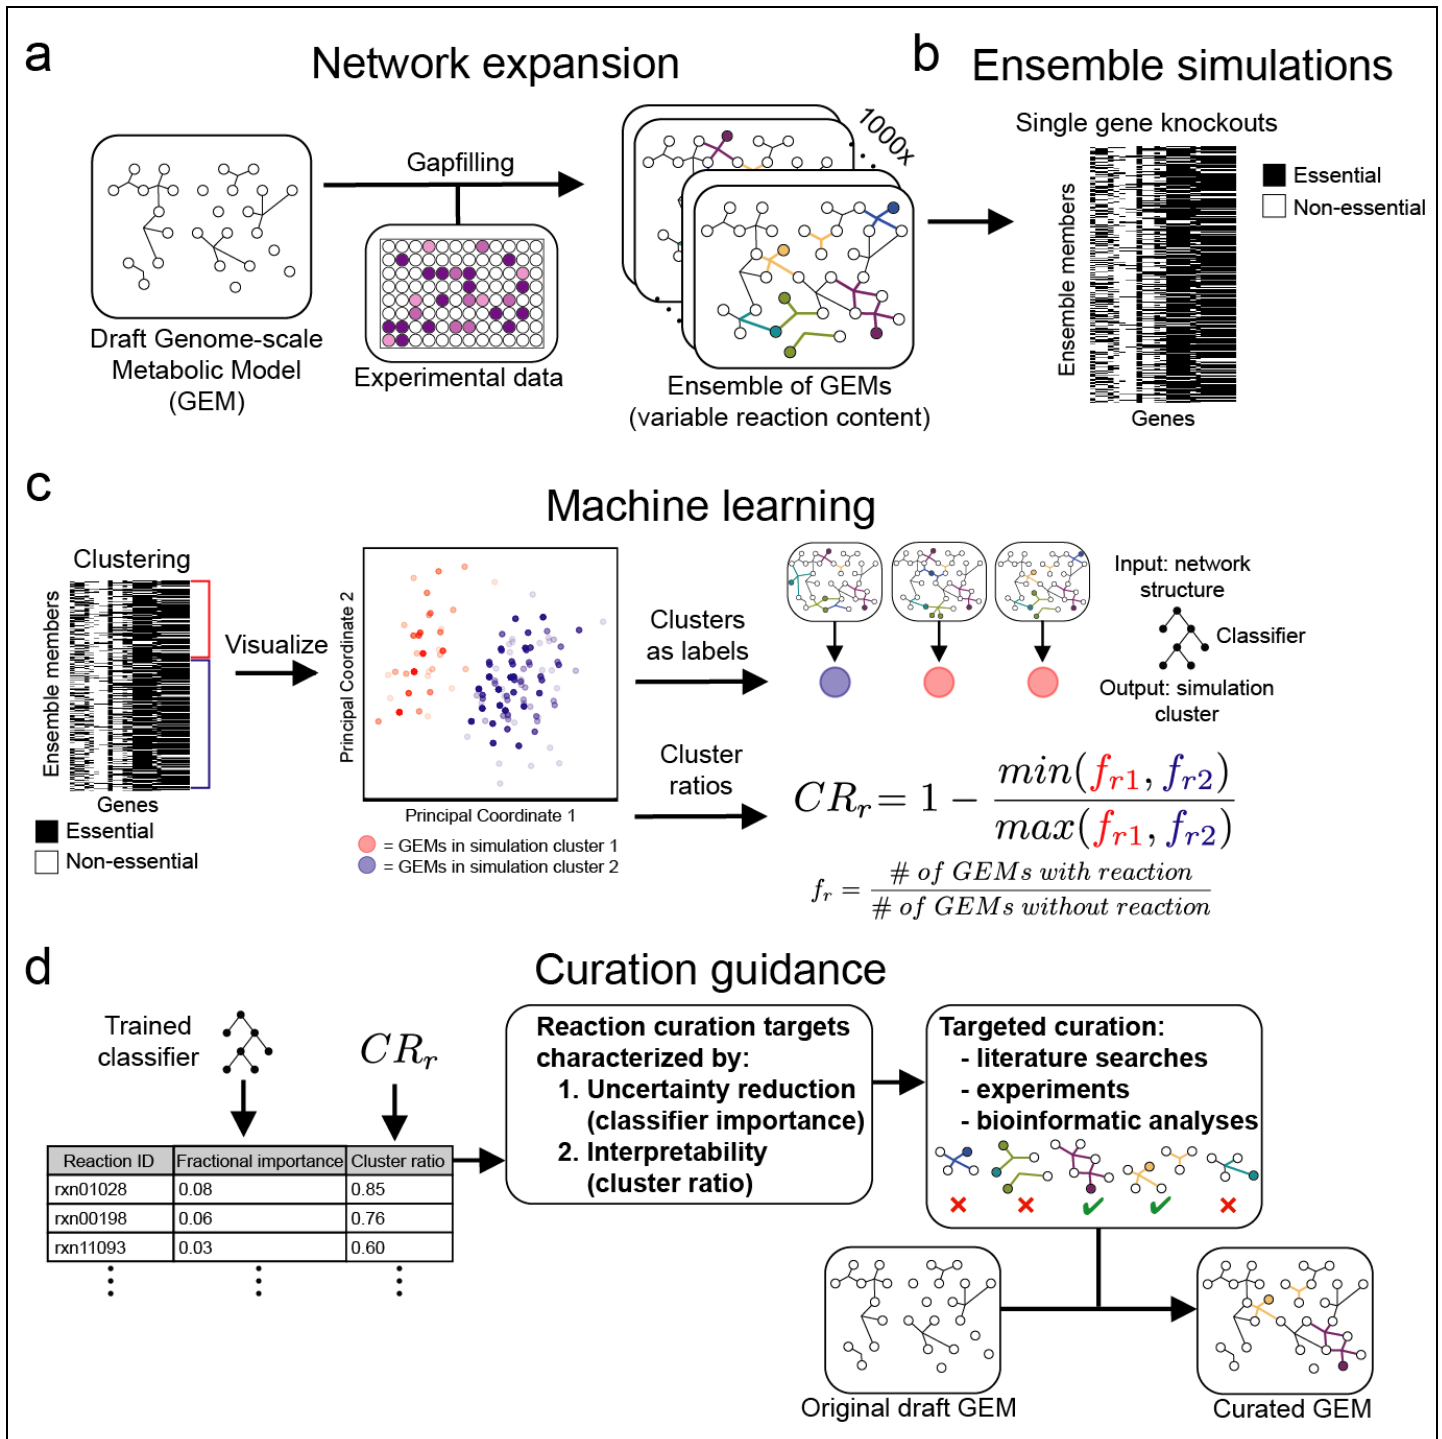 a
Network expansion
b
Ensemble simulations
Draft Genome-scale
Metabolic Model
(GEM)
Gapfilling
Experimental data
1000x
Ensemble of GEMs
(variable reaction content)
Single gene knockouts
Ensemble members
Genes
Essential
Non-essential
c
Machine learning
Clustering
Ensemble members
Genes
Essential
Non-essential
Visualize
Principal Coordinate 2
Principal Coordinate 1
= GEMs in simulation cluster 1
= GEMs in simulation cluster 2
Clusters
as labels
Input: network
structure
Classifier
Output: simulation
cluster
Cluster
ratios
CR_r = 1 - min(f_r1, f_r2) / max(f_r1, f_r2)
f_r = # of GEMs with reaction / # of GEMs without reaction
d
Curation guidance
Trained
classifier
CR_r
Reaction ID Fractional importance Cluster ratio
rxn01028 0.08 0.85
rxn00198 0.06 0.76
rxn11093 0.03 0.60
Reaction curation targets
characterized by:
1. Uncertainty reduction
(classifier importance)
2. Interpretability
(cluster ratio)
Targeted curation:
- literature searches
- experiments
- bioinformatic analyses
Original draft GEM
Curated GEM